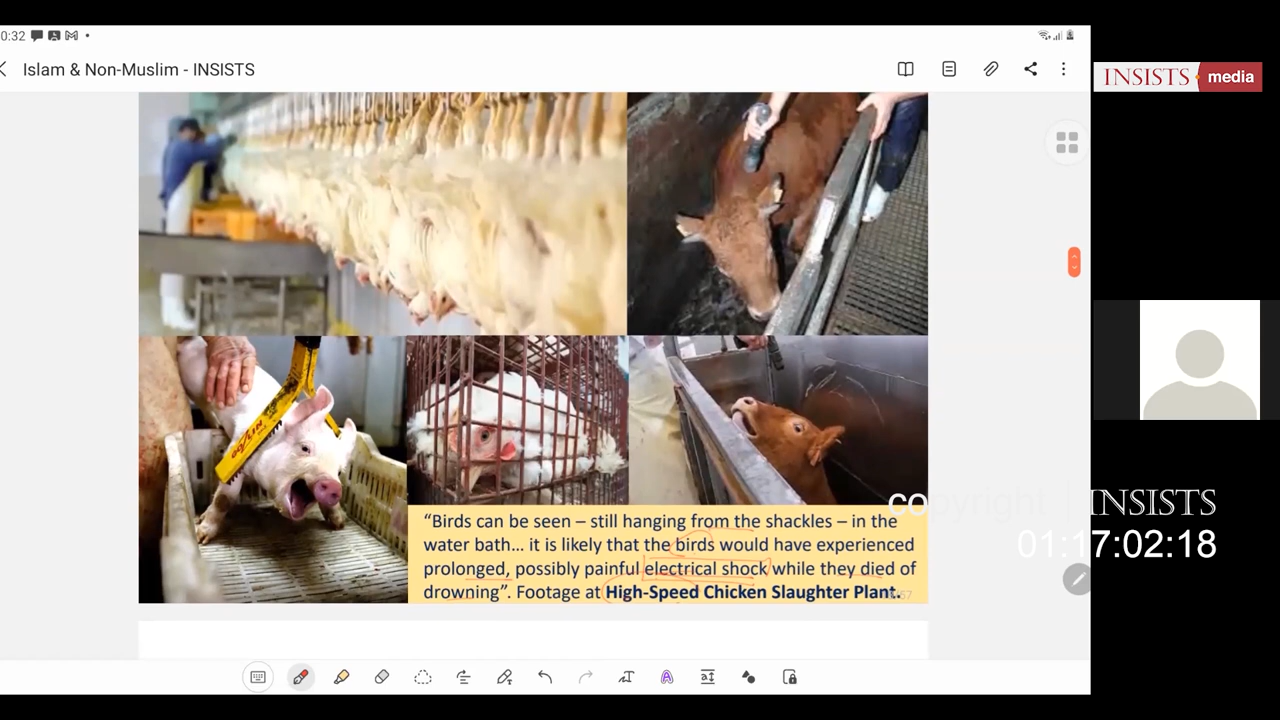 0:32
Islam & Non-Muslim - INSISTS
INSISTS media
"Birds can be seen – still hanging from the shackles – in the
water bath... it is likely that the birds would have experienced
prolonged, possibly painful electrical shock while they died of
drowning". Footage at High-Speed Chicken Slaughter Plant.
copyright | INSISTS
01:17:02:18